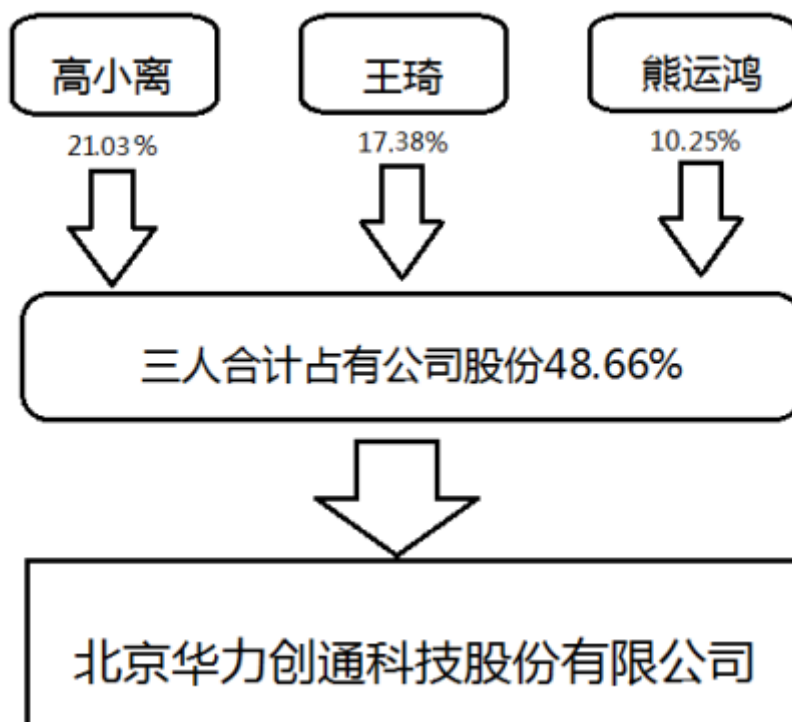 高小离
王琦
熊运鸿
21.03%
17.38%
10.25%
三人合计占有公司股份48.66%
北京华力创通科技股份有限公司